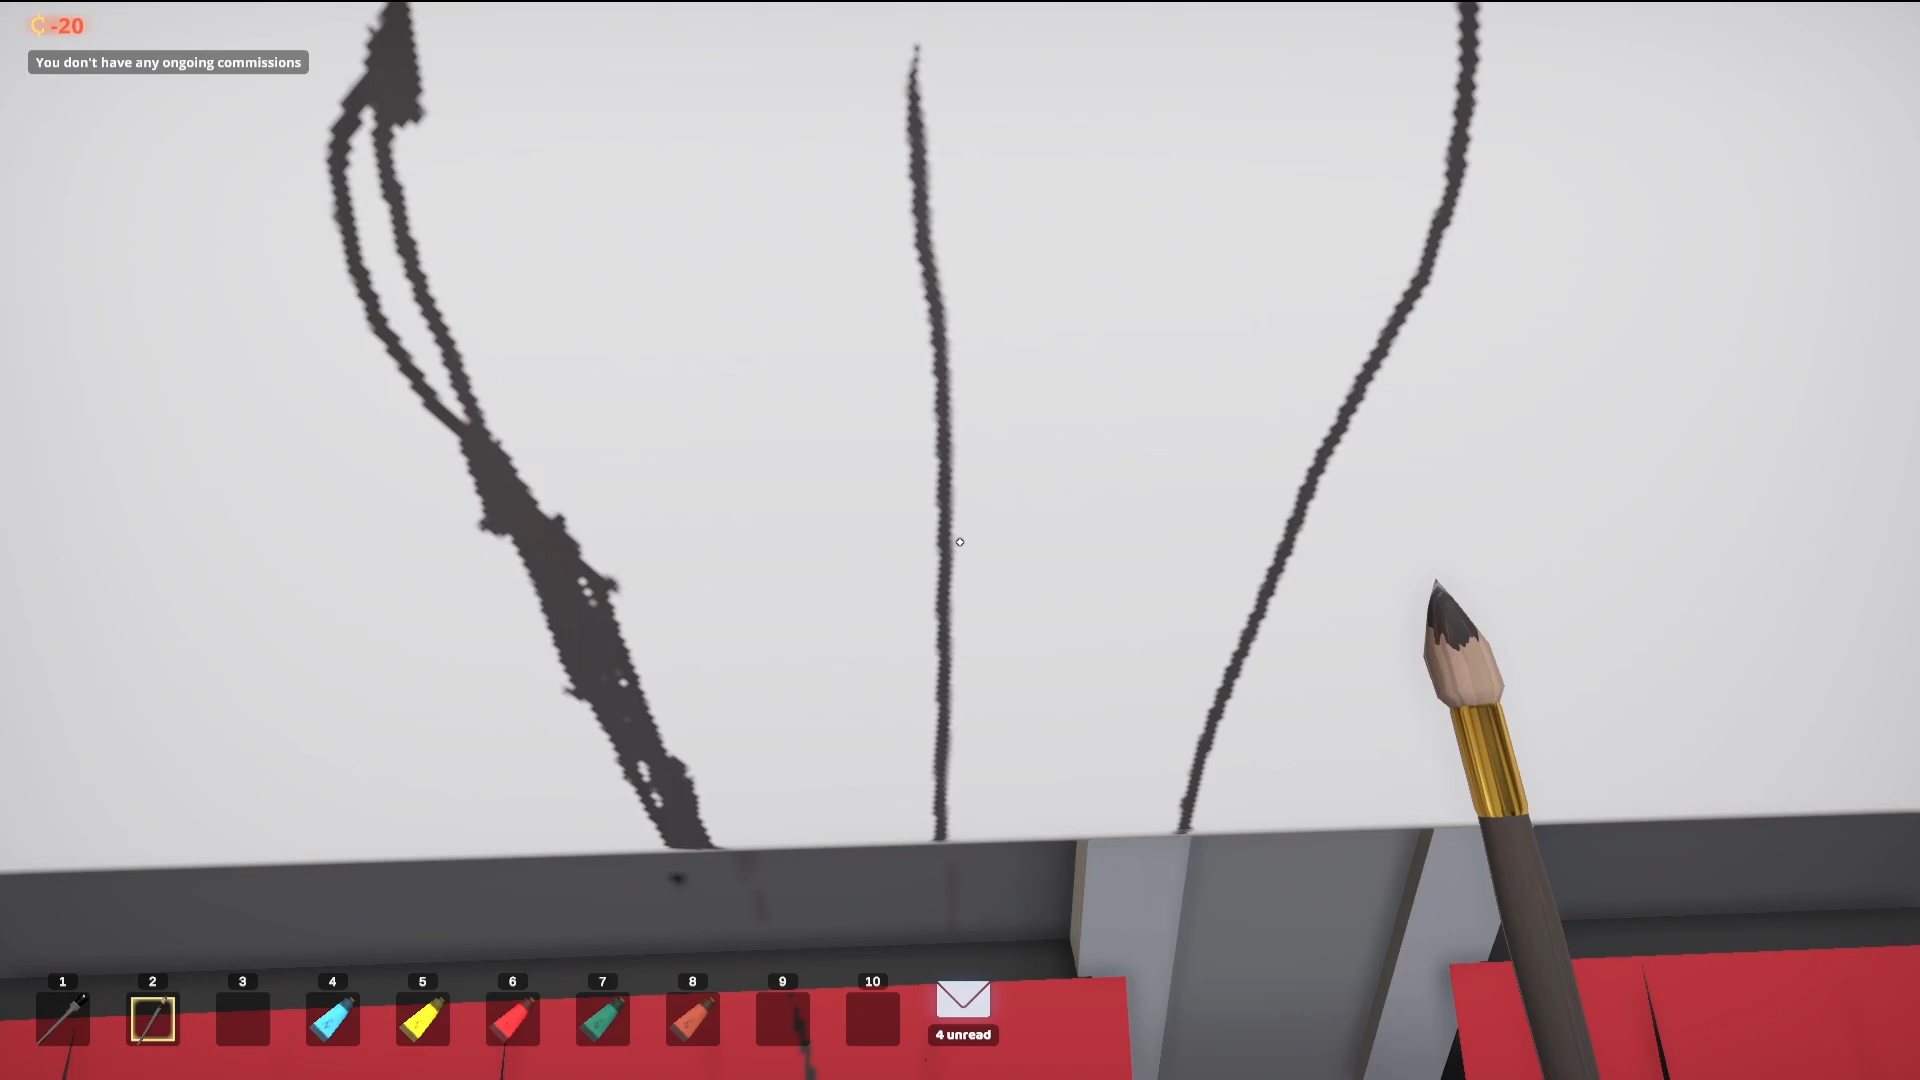 ₵ -20
You don't have any ongoing commissions
1 2 3 4 5 6 7 8 9 10
4 unread